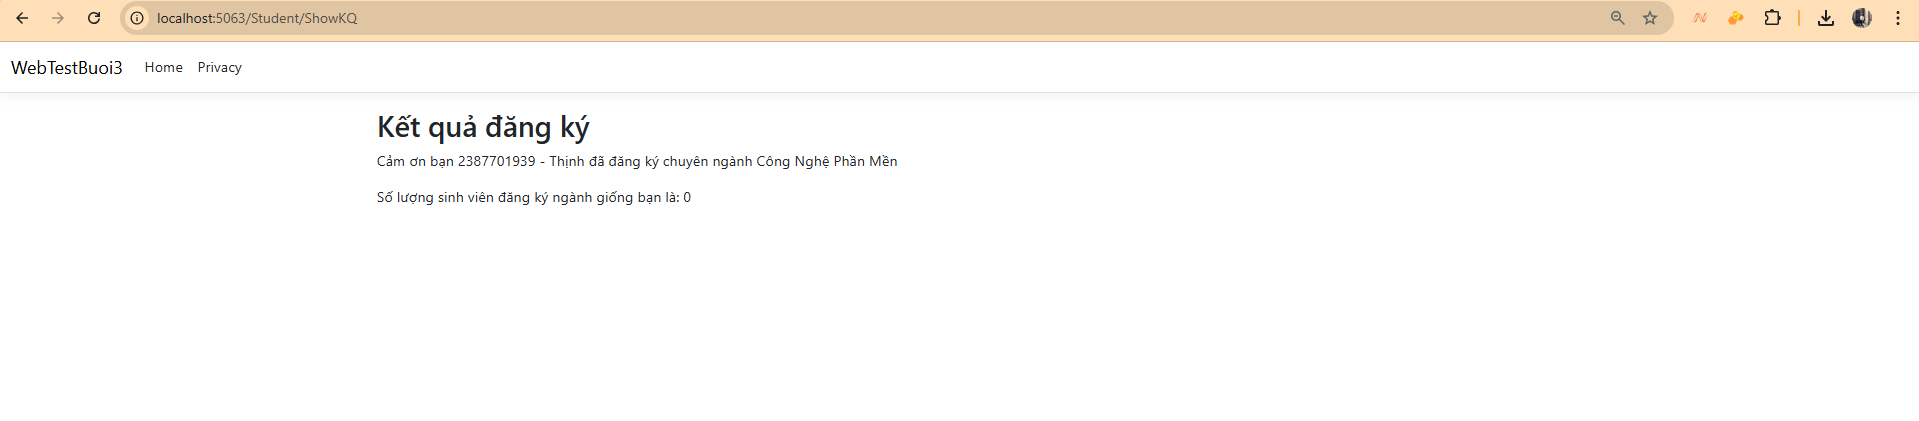 localhost:5063/Student/ShowKQ
WebTestBuoi3 Home Privacy
Kết quả đăng ký
Cảm ơn bạn 2387701939 - Thịnh đã đăng ký chuyên ngành Công Nghệ Phần Mền
Số lượng sinh viên đăng ký ngành giống bạn là: 0